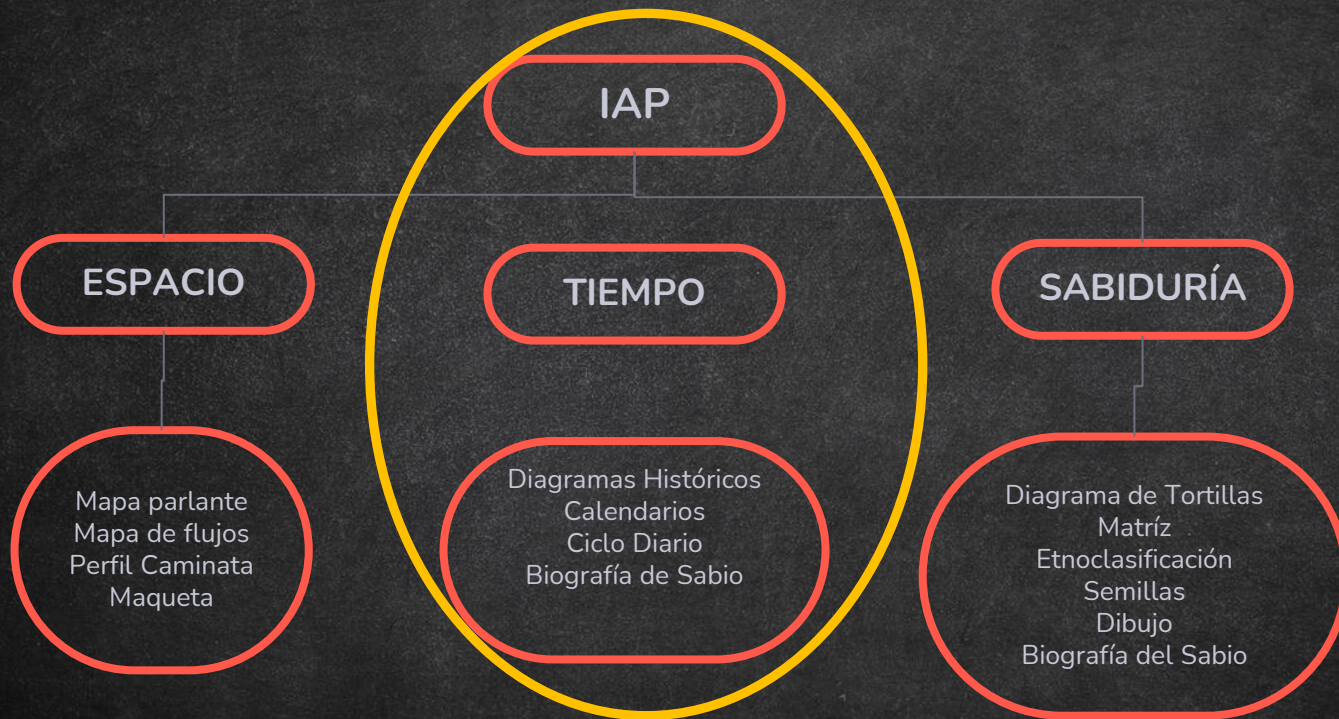 IAP
ESPACIO
TIEMPO
SABIDURÍA
Mapa parlante
Mapa de flujos
Perfil Caminata
Maqueta
Diagramas Históricos
Calendarios
Ciclo Diario
Biografía de Sabio
Diagrama de Tortillas
Matríz
Etnoclasificación
Semillas
Dibujo
Biografía del Sabio